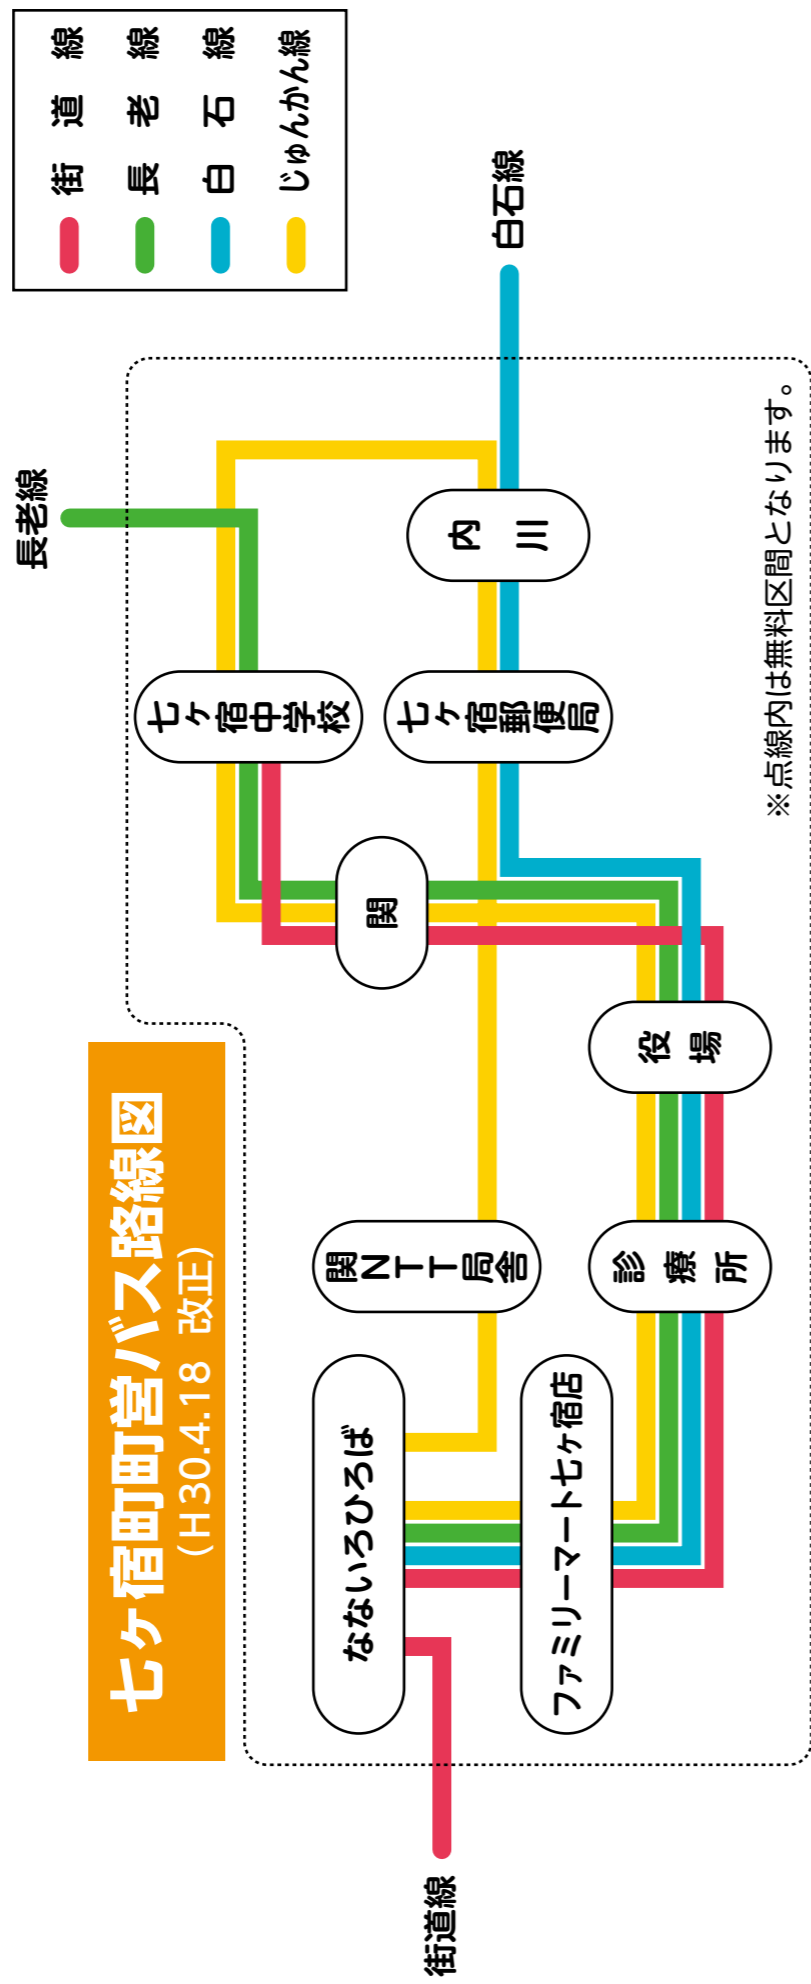 七ヶ宿町町営バス路線図
(H30.4.18 改正)
街道線
長老線
白石線
じゅんかん線
長老線
白石線
街道線
七ヶ宿中学校
七ヶ宿郵便局
内川
関
役場
関NTT局舎
診療所
なないろひろば
ファミリーマート七ヶ宿店
※点線内は無料区間となります。